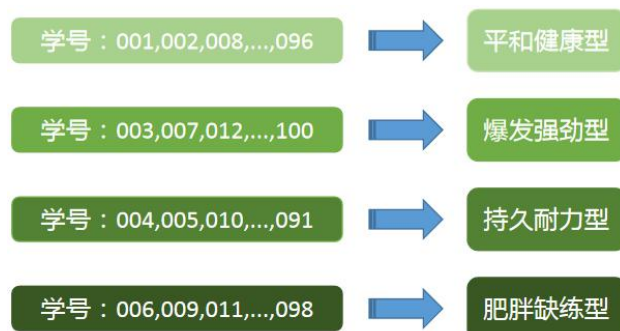 学号：001,002,008,...,096
平和健康型
学号：003,007,012,...,100
爆发强劲型
学号：004,005,010,...,091
持久耐力型
学号：006,009,011,...,098
肥胖缺练型